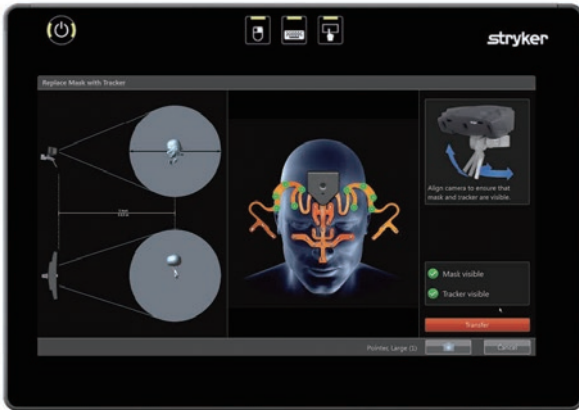 stryker
Replace Mask with Tracker
Align camera to ensure that
mask and tracker are visible.
Mask visible
Tracker visible
Transfer
Pointer, Large (1)
Cancel